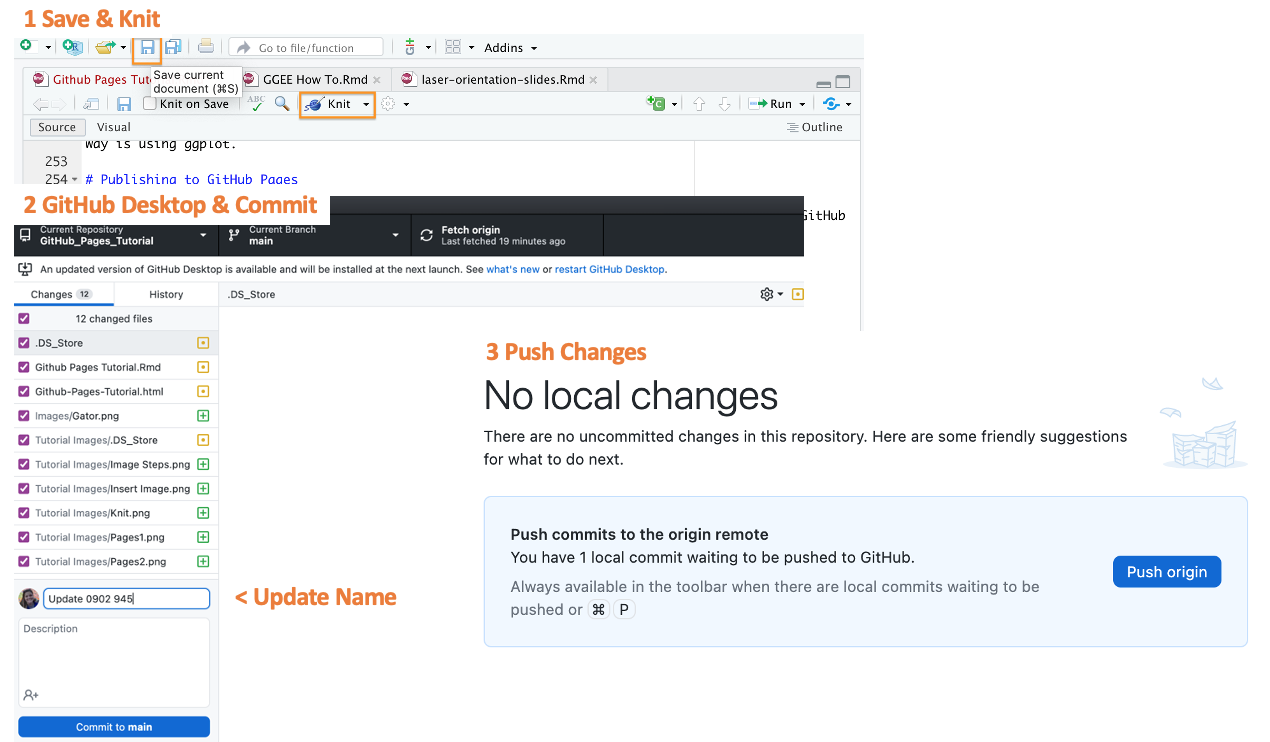 1 Save & Knit
Go to file/function
Addins
Github Pages Tut
GGEE How To.Rmd
laser-orientation-slides.Rmd
Save current
document (⌘S)
Knit on Save
ABC
Knit
Run
Source
Visual
Outline
way is using ggplot.
253
254 # Publishing to GitHub Pages
2 GitHub Desktop & Commit
GitHub
Current Repository
GitHub_Pages_Tutorial
Current Branch
main
Fetch origin
Last fetched 19 minutes ago
An updated version of GitHub Desktop is available and will be installed at the next launch. See what's new or restart GitHub Desktop.
Changes 12
History
.DS_Store
12 changed files
.DS_Store
Github Pages Tutorial.Rmd
Github-Pages-Tutorial.html
Images/Gator.png
Tutorial Images/.DS_Store
Tutorial Images/Image Steps.png
Tutorial Images/Insert Image.png
Tutorial Images/Knit.png
Tutorial Images/Pages1.png
Tutorial Images/Pages2.png
Update 0902 945
< Update Name
Description
Commit to main
3 Push Changes
No local changes
There are no uncommitted changes in this repository. Here are some friendly suggestions
for what to do next.
Push commits to the origin remote
You have 1 local commit waiting to be pushed to GitHub.
Always available in the toolbar when there are local commits waiting to be
pushed or ⌘ P
Push origin